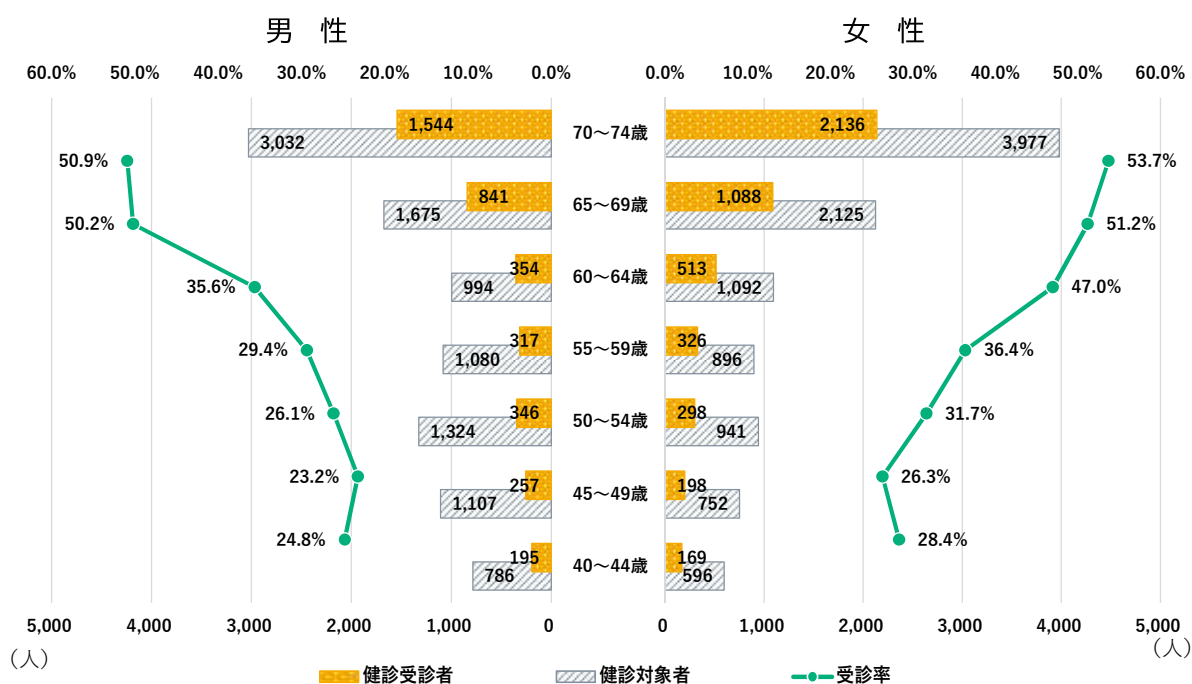 男　性
女　性
60.0% 50.0% 40.0% 30.0% 20.0% 10.0% 0.0%
0.0% 10.0% 20.0% 30.0% 40.0% 50.0% 60.0%
50.9% 3,032 1,544 70～74歳 2,136 3,977 53.7%
50.2% 1,675 841 65～69歳 1,088 2,125 51.2%
35.6% 994 354 60～64歳 513 1,092 47.0%
29.4% 1,080 317 55～59歳 326 896 36.4%
26.1% 1,324 346 50～54歳 298 941 31.7%
23.2% 1,107 257 45～49歳 198 752 26.3%
24.8% 786 195 40～44歳 169 596 28.4%
5,000 4,000 3,000 2,000 1,000 0
0 1,000 2,000 3,000 4,000 5,000
（人）
（人）
健診受診者 健診対象者 受診率